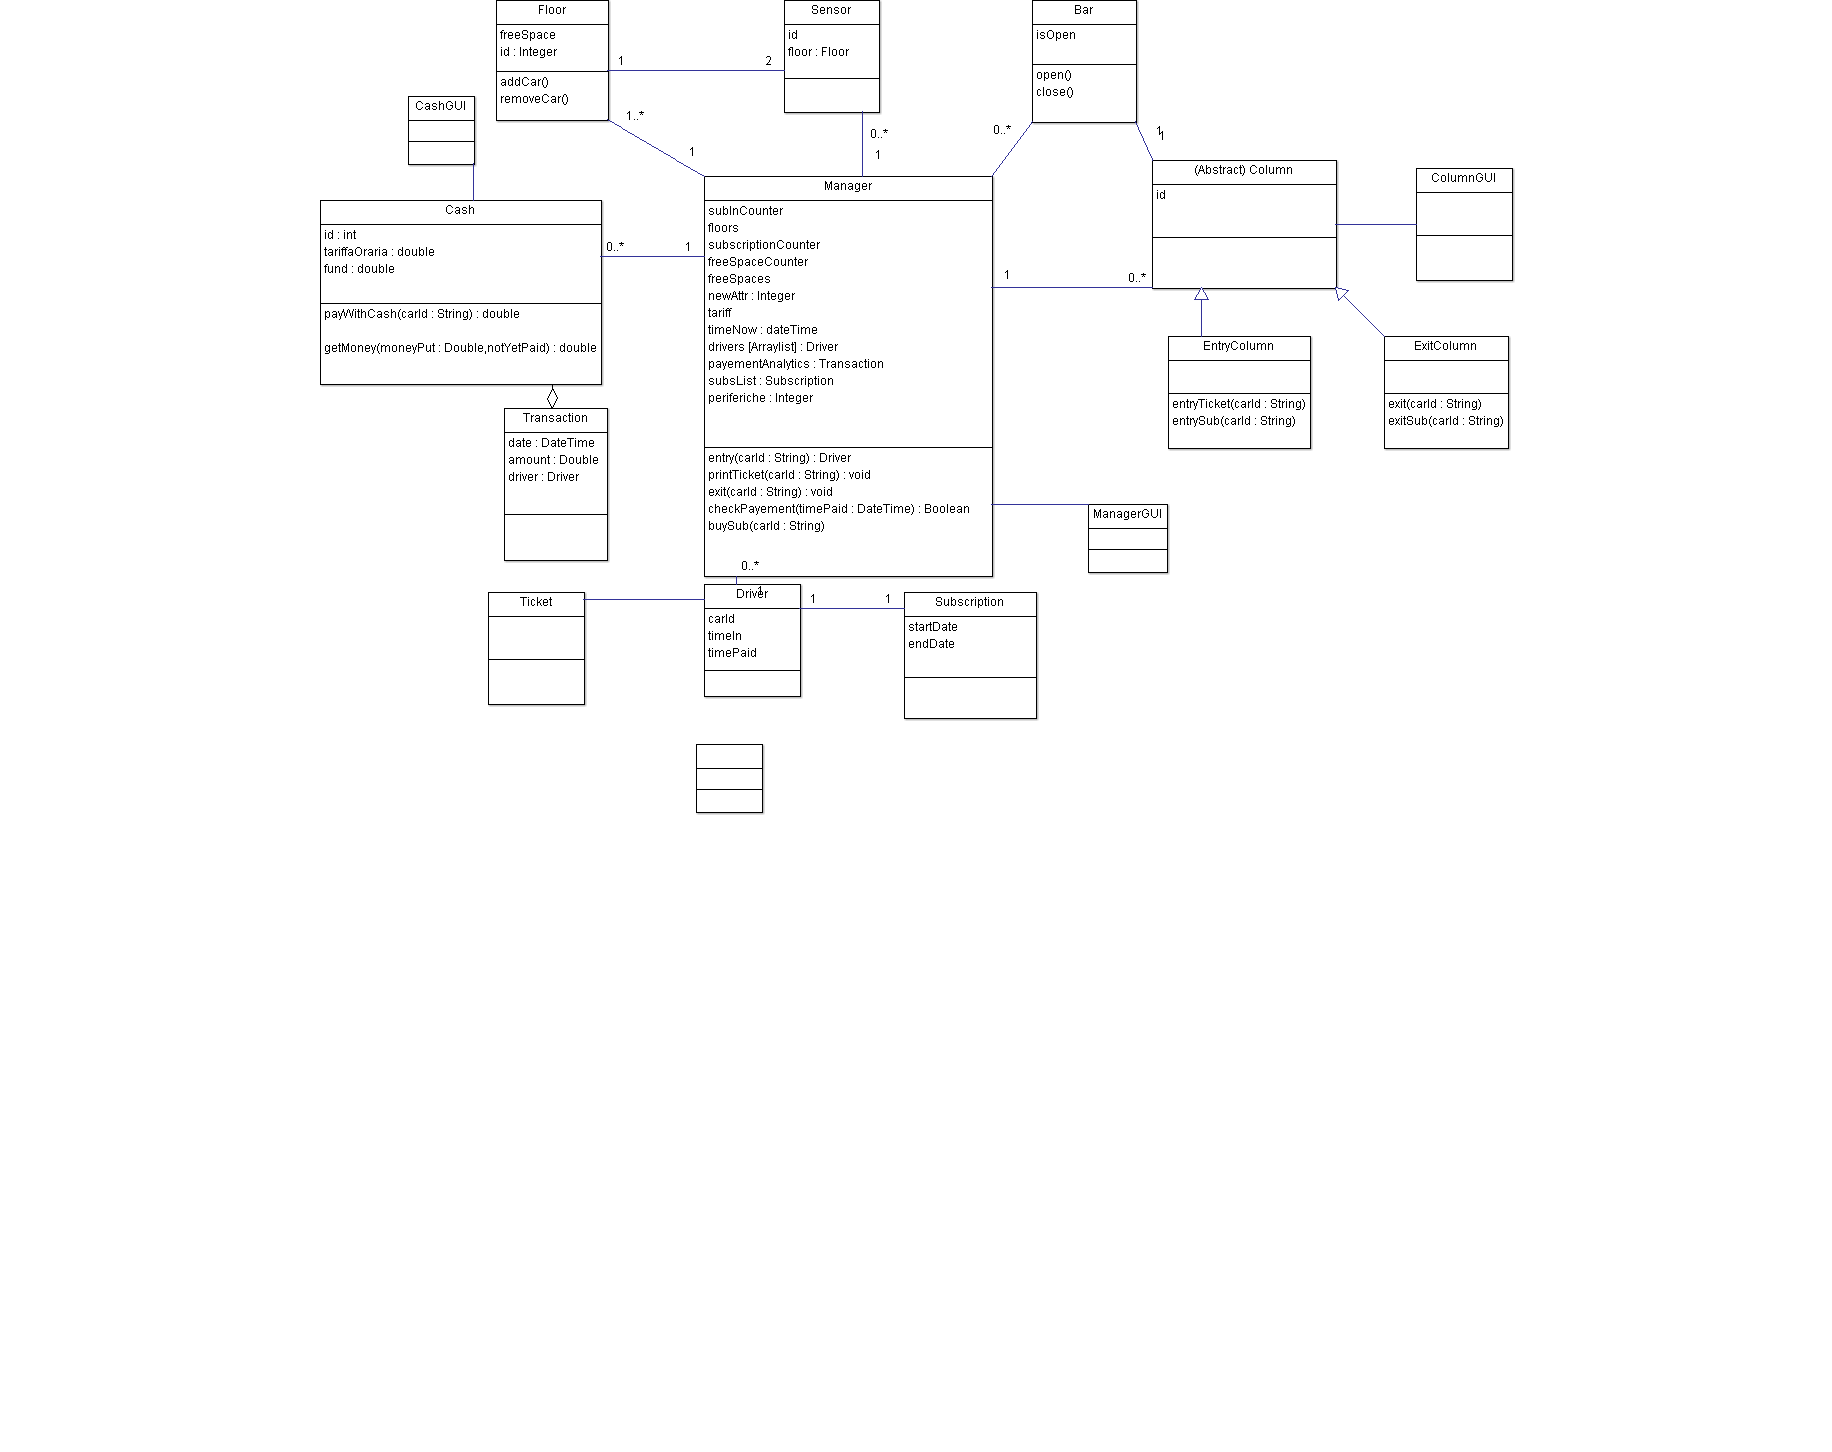 Floor
freeSpace
id : Integer
addCar()
removeCar()
Sensor
id
floor : Floor
Bar
isOpen
open()
close()
1
2
CashGUI
1..*
1
0..*
1
0..*
1
1
(Abstract) Column
id
ColumnGUI
Manager
subInCounter
floors
subscriptionCounter
freeSpaceCounter
freeSpaces
newAttr : Integer
tariff
timeNow : dateTime
drivers [Arraylist] : Driver
payementAnalytics : Transaction
subsList : Subscription
periferiche : Integer
entry(carId : String) : Driver
printTicket(carId : String) : void
exit(carId : String) : void
checkPayement(timePaid : DateTime) : Boolean
buySub(carId : String)
Cash
id : int
tariffaOraria : double
fund : double
payWithCash(carId : String) : double
getMoney(moneyPut : Double,notYetPaid) : double
0..*
1
1
0..*
EntryColumn
entryTicket(carId : String)
entrySub(carId : String)
ExitColumn
exit(carId : String)
exitSub(carId : String)
Transaction
date : DateTime
amount : Double
driver : Driver
ManagerGUI
0..*
1
Ticket
Driver
carId
timeIn
timePaid
1
1
Subscription
startDate
endDate